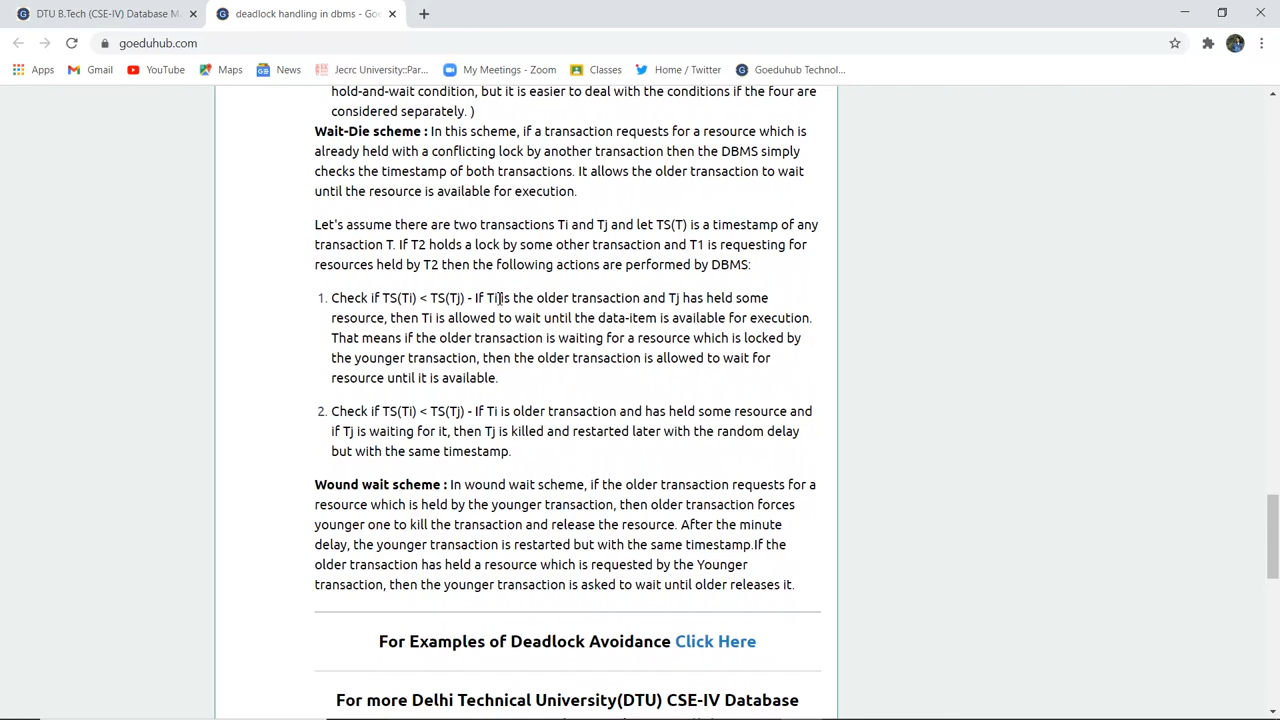 DTU B.Tech (CSE-IV) Database M
deadlock handling in dbms - Goe
goeduhub.com
Apps
Gmail
YouTube
Maps
News
Jecrc University::Par...
My Meetings - Zoom
Classes
Home / Twitter
Goeduhub Technol...
hold-and-wait condition, but it is easier to deal with the conditions if the four are
considered separately. )
Wait-Die scheme : In this scheme, if a transaction requests for a resource which is
already held with a conflicting lock by another transaction then the DBMS simply
checks the timestamp of both transactions. It allows the older transaction to wait
until the resource is available for execution.
Let's assume there are two transactions Ti and Tj and let TS(T) is a timestamp of any
transaction T. If T2 holds a lock by some other transaction and T1 is requesting for
resources held by T2 then the following actions are performed by DBMS:
1. Check if TS(Ti) < TS(Tj) - If Ti is the older transaction and Tj has held some
resource, then Ti is allowed to wait until the data-item is available for execution.
That means if the older transaction is waiting for a resource which is locked by
the younger transaction, then the older transaction is allowed to wait for
resource until it is available.
2. Check if TS(Ti) < TS(Tj) - If Ti is older transaction and has held some resource and
if Tj is waiting for it, then Tj is killed and restarted later with the random delay
but with the same timestamp.
Wound wait scheme : In wound wait scheme, if the older transaction requests for a
resource which is held by the younger transaction, then older transaction forces
younger one to kill the transaction and release the resource. After the minute
delay, the younger transaction is restarted but with the same timestamp.If the
older transaction has held a resource which is requested by the Younger
transaction, then the younger transaction is asked to wait until older releases it.
For Examples of Deadlock Avoidance Click Here
For more Delhi Technical University(DTU) CSE-IV Database